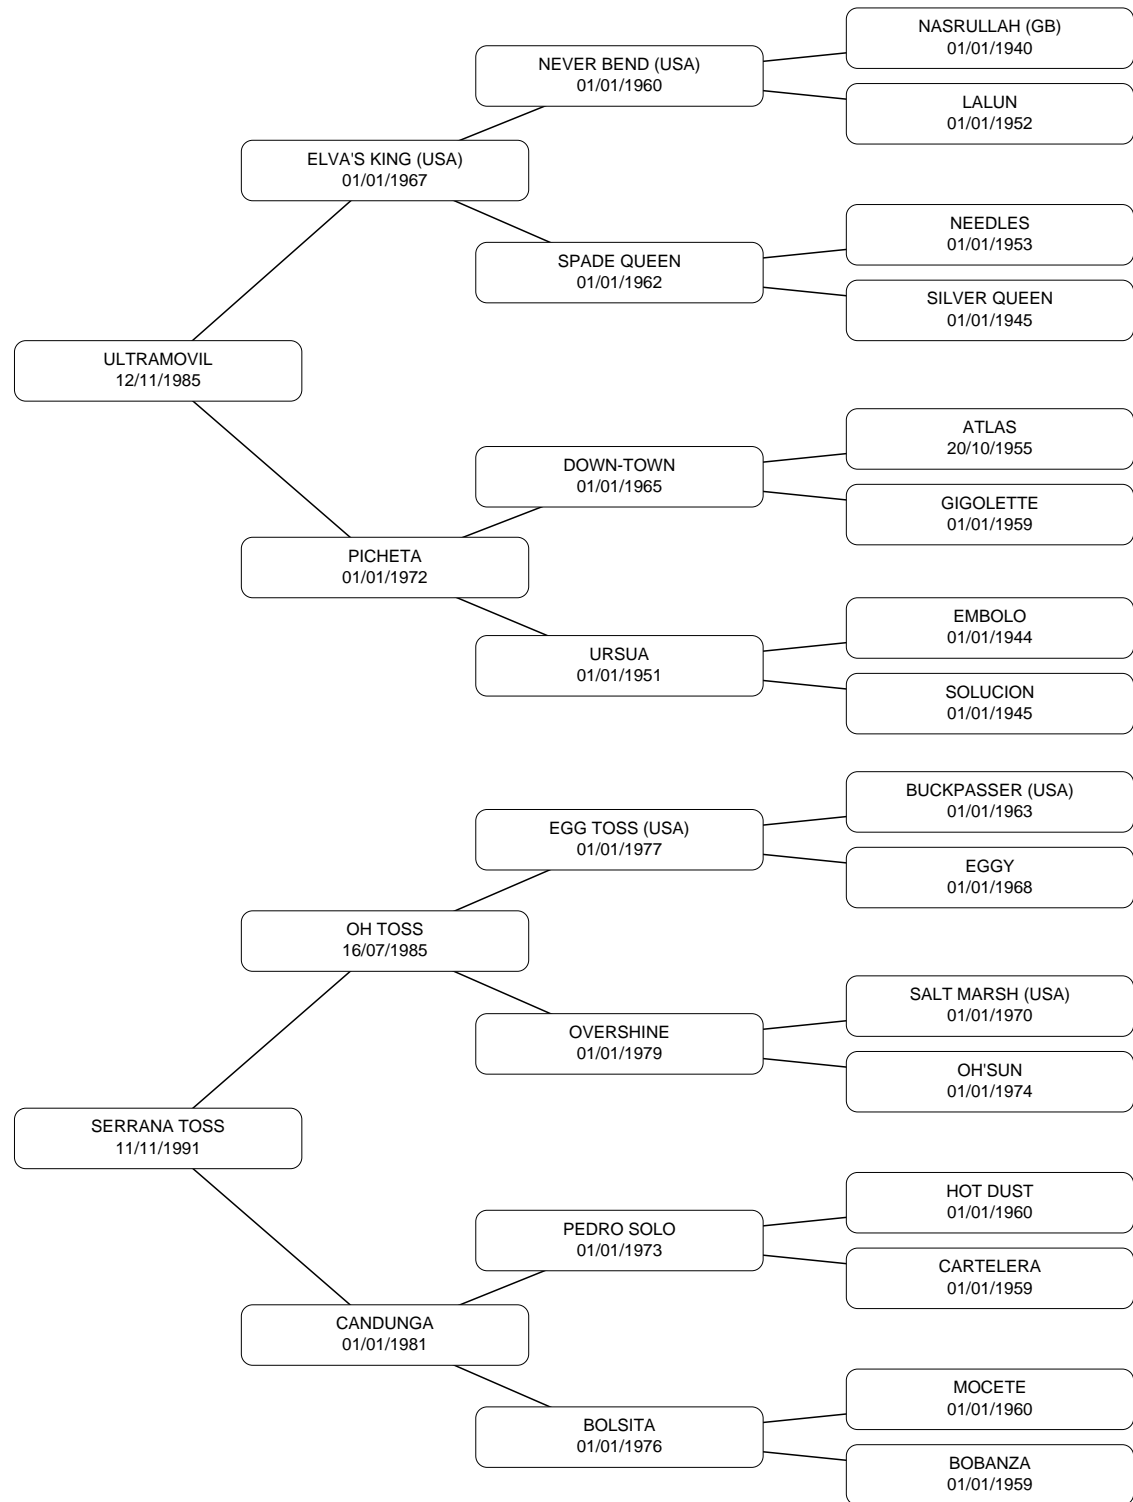 NASRULLAH (GB)
01/01/1940
NEVER BEND (USA)
01/01/1960
LALUN
01/01/1952
ELVA'S KING (USA)
01/01/1967
NEEDLES
01/01/1953
SPADE QUEEN
01/01/1962
SILVER QUEEN
01/01/1945
ULTRAMOVIL
12/11/1985
ATLAS
20/10/1955
DOWN-TOWN
01/01/1965
GIGOLETTE
01/01/1959
PICHETA
01/01/1972
EMBOLO
01/01/1944
URSUA
01/01/1951
SOLUCION
01/01/1945
BUCKPASSER (USA)
01/01/1963
EGG TOSS (USA)
01/01/1977
EGGY
01/01/1968
OH TOSS
16/07/1985
SALT MARSH (USA)
01/01/1970
OVERSHINE
01/01/1979
OH'SUN
01/01/1974
SERRANA TOSS
11/11/1991
HOT DUST
01/01/1960
PEDRO SOLO
01/01/1973
CARTELERA
01/01/1959
CANDUNGA
01/01/1981
MOCETE
01/01/1960
BOLSITA
01/01/1976
BOBANZA
01/01/1959